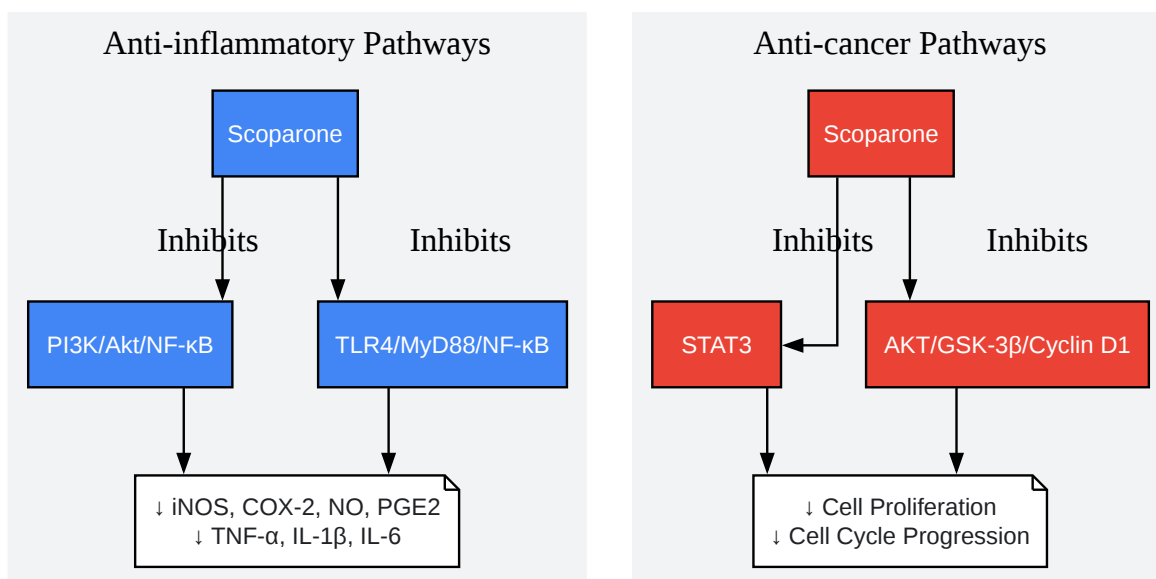 Anti-inflammatory Pathways
Scoparone
Inhibits
Inhibits
PI3K/Akt/NF-κB
TLR4/MyD88/NF-κB
↓ iNOS, COX-2, NO, PGE2
↓ TNF-α, IL-1β, IL-6
Anti-cancer Pathways
Scoparone
Inhibits
Inhibits
STAT3
AKT/GSK-3β/Cyclin D1
↓ Cell Proliferation
↓ Cell Cycle Progression